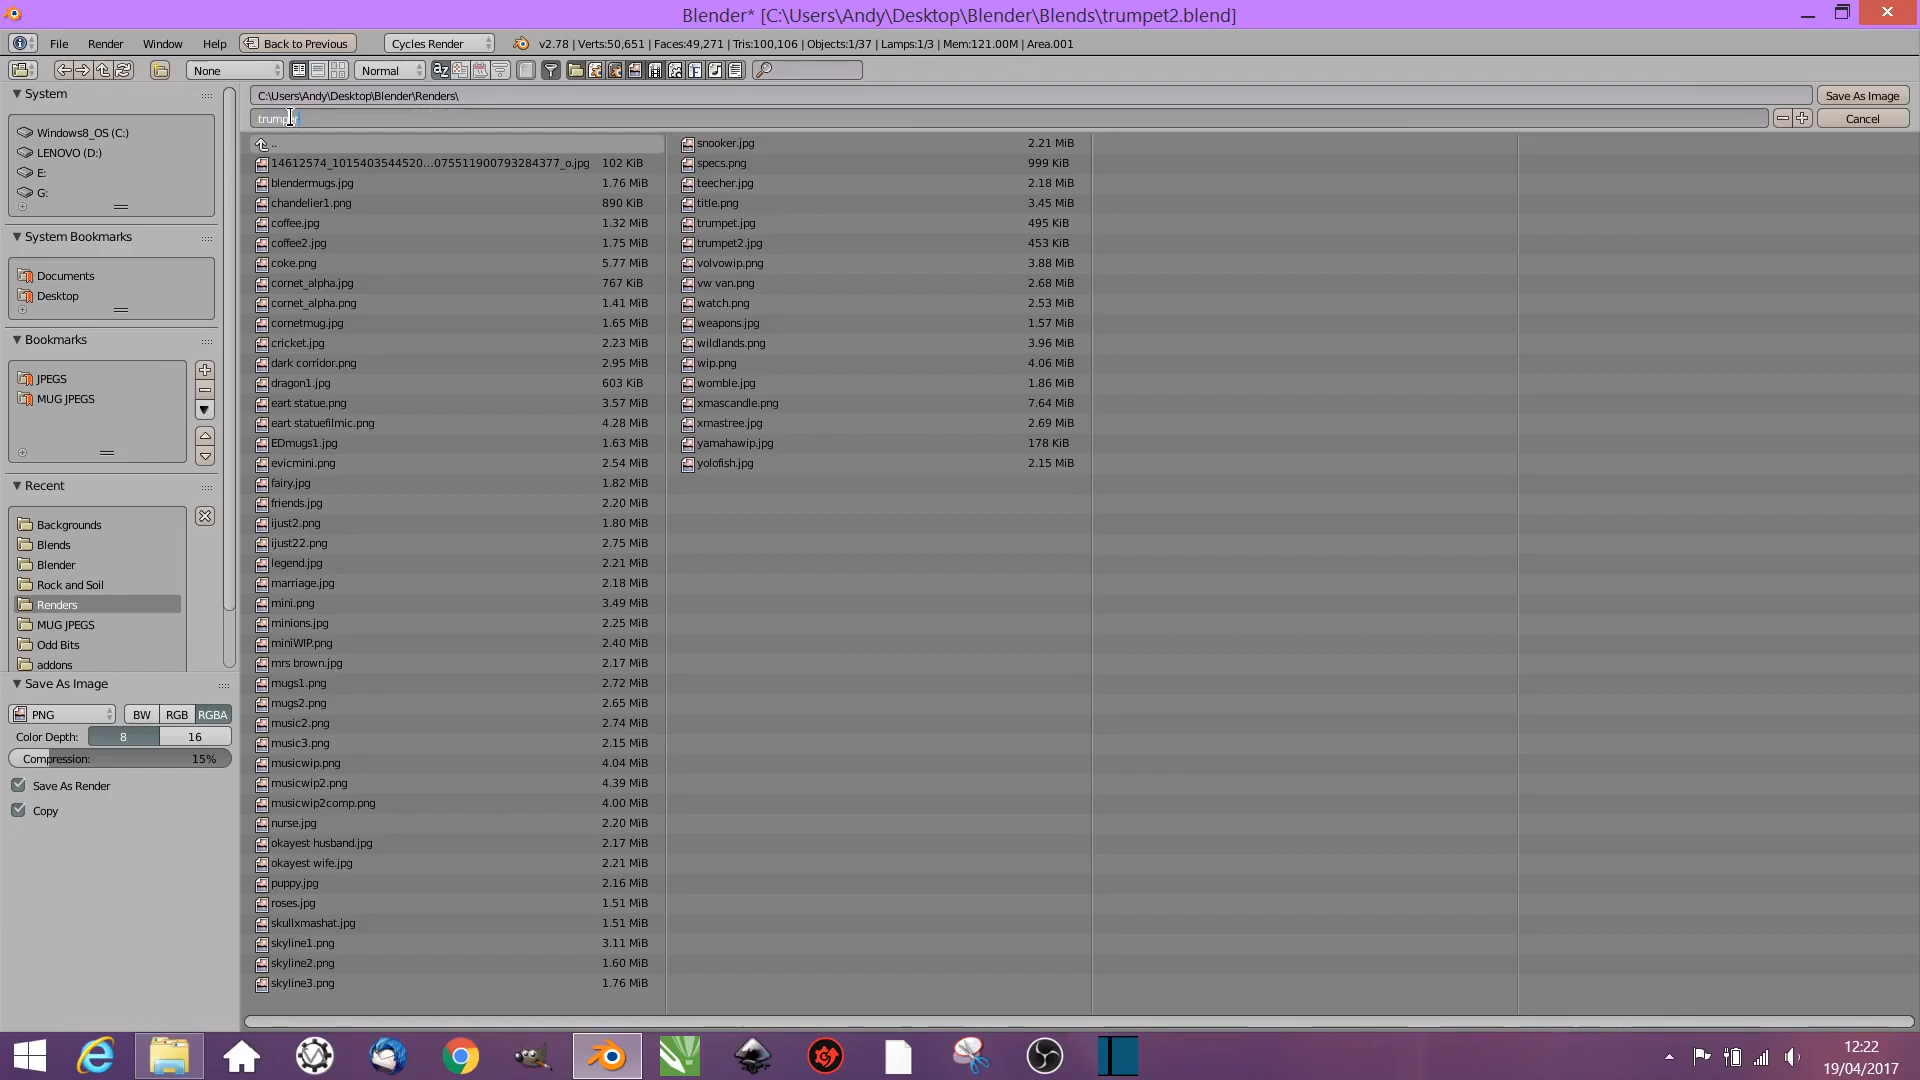 Blender* [C:\Users\Andy\Desktop\Blender\Blends\trumpet2.blend]
File Render Window Help Back to Previous Cycles Render v2.78 | Verts:50,651 | Faces:49,271 | Tris:100,106 | Objects:1/37 | Lamps:1/3 | Mem:121.00M | Area.001
None Normal
System
Windows8_OS (C:)
LENOVO (D:)
E:
G:
System Bookmarks
Documents
Desktop
Bookmarks
JPEGS
MUG JPEGS
Recent
Backgrounds
Blends
Blender
Rock and Soil
Renders
MUG JPEGS
Odd Bits
addons
Save As Image
PNG BW RGB RGBA
Color Depth: 8 16
Compression: 15%
Save As Render
Copy
C:\Users\Andy\Desktop\Blender\Renders\ Save As Image
Cancel
..
14612574_1015403544520...075511900793284377_o.jpg 102 KiB
blendermugs.jpg 1.76 MiB
chandelier1.png 890 KiB
coffee.jpg 1.32 MiB
coffee2.jpg 1.75 MiB
coke.png 5.77 MiB
cornet_alpha.jpg 767 KiB
cornet_alpha.png 1.41 MiB
cornetmug.jpg 1.65 MiB
cricket.jpg 2.23 MiB
dark corridor.png 2.95 MiB
dragon1.jpg 603 KiB
eart statue.png 3.57 MiB
eart statuefilmic.png 4.28 MiB
EDmugs1.jpg 1.63 MiB
evicmini.png 2.54 MiB
fairy.jpg 1.82 MiB
friends.jpg 2.20 MiB
ijust2.png 1.80 MiB
ijust22.png 2.75 MiB
legend.jpg 2.21 MiB
marriage.jpg 2.18 MiB
mini.png 3.49 MiB
minions.jpg 2.25 MiB
miniWIP.png 2.40 MiB
mrs brown.jpg 2.17 MiB
mugs1.png 2.72 MiB
mugs2.png 2.65 MiB
music2.png 2.74 MiB
music3.png 2.15 MiB
musicwip.png 4.04 MiB
musicwip2.png 4.39 MiB
musicwip2comp.png 4.00 MiB
nurse.jpg 2.20 MiB
okayest husband.jpg 2.17 MiB
okayest wife.jpg 2.21 MiB
puppy.jpg 2.16 MiB
roses.jpg 1.51 MiB
skullxmashat.jpg 1.51 MiB
skyline1.png 3.11 MiB
skyline2.png 1.60 MiB
skyline3.png 1.76 MiB
snooker.jpg 2.21 MiB
specs.png 999 KiB
teecher.jpg 2.18 MiB
title.png 3.45 MiB
trumpet.jpg 495 KiB
trumpet2.jpg 453 KiB
volvowip.png 3.88 MiB
vw van.png 2.68 MiB
watch.png 2.53 MiB
weapons.jpg 1.57 MiB
wildlands.png 3.96 MiB
wip.png 4.06 MiB
womble.jpg 1.86 MiB
xmascandle.png 7.64 MiB
xmastree.jpg 2.69 MiB
yamahawip.jpg 178 KiB
yolofish.jpg 2.15 MiB
12:22
19/04/2017